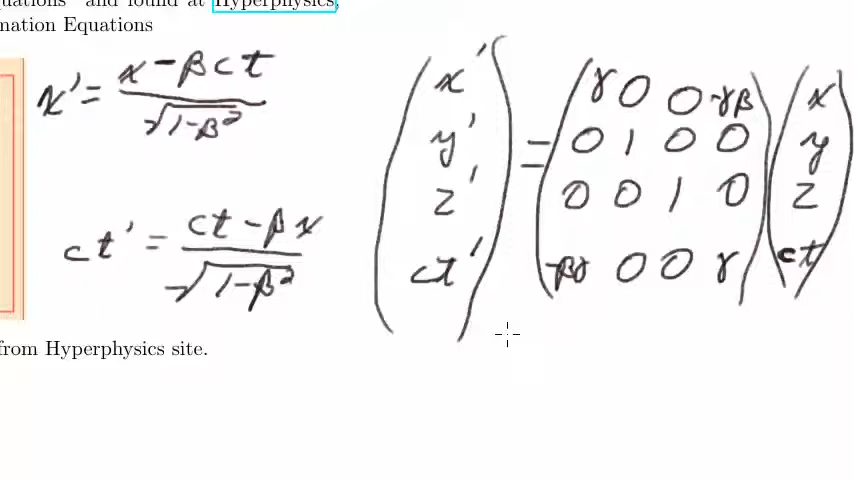 uations" and found at Hyperphysics,
mation Equations
x' = x - βct / √1-β²
ct' = ct - βx / √1-β²
(x' y' z' ct') = (γ 0 0 -γβ
0 1 0 0
0 0 1 0
-βγ 0 0 γ) (x y z ct)
from Hyperphysics site.